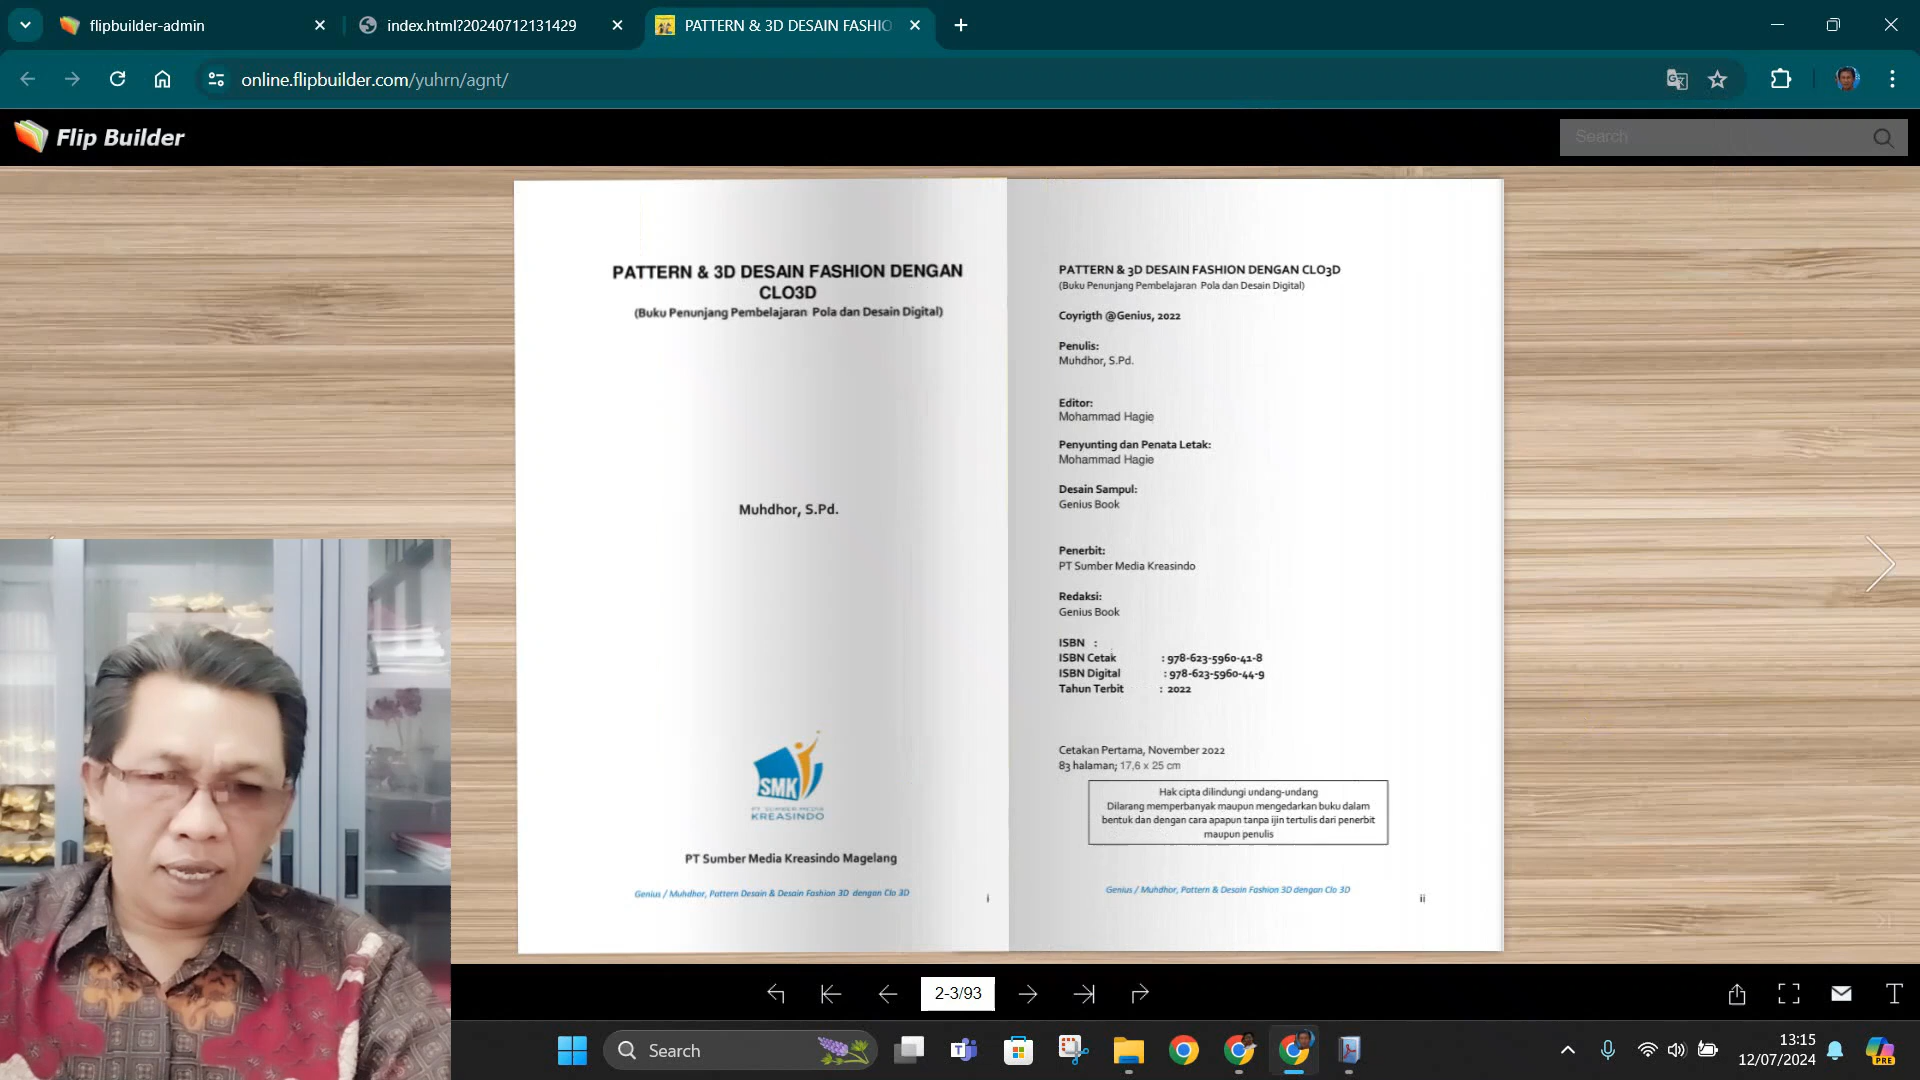 flipbuilder-admin
index.html?20240712131429
PATTERN & 3D DESAIN FASHIO
online.flipbuilder.com/yuhrn/agnt/
Flip Builder
Search
PATTERN & 3D DESAIN FASHION DENGAN
CLO3D
(Buku Penunjang Pembelajaran Pola dan Desain Digital)
Muhdhor, S.Pd.
SMK
PT SUMBER MEDIA
KREASINDO
PT Sumber Media Kreasindo Magelang
Genius / Muhdhor, Pattern Desain & Desain Fashion 3D dengan Clo 3D
i
PATTERN & 3D DESAIN FASHION DENGAN CLO3D
(Buku Penunjang Pembelajaran Pola dan Desain Digital)
Coyrigth @Genius, 2022
Penulis:
Muhdhor, S.Pd.
Editor:
Mohammad Hagie
Penyunting dan Penata Letak:
Mohammad Hagie
Desain Sampul:
Genius Book
Penerbit:
PT Sumber Media Kreasindo
Redaksi:
Genius Book
ISBN :
ISBN Cetak : 978-623-5960-41-8
ISBN Digital : 978-623-5960-44-9
Tahun Terbit : 2022
Cetakan Pertama, November 2022
83 halaman; 17,6 x 25 cm
Hak cipta dilindungi undang-undang
Dilarang memperbanyak maupun mengedarkan buku dalam
bentuk dan dengan cara apapun tanpa ijin tertulis dari penerbit
maupun penulis
Genius / Muhdhor, Pattern & Desain Fashion 3D dengan Clo 3D
ii
2-3/93
T
Search
13:15
12/07/2024
PRE